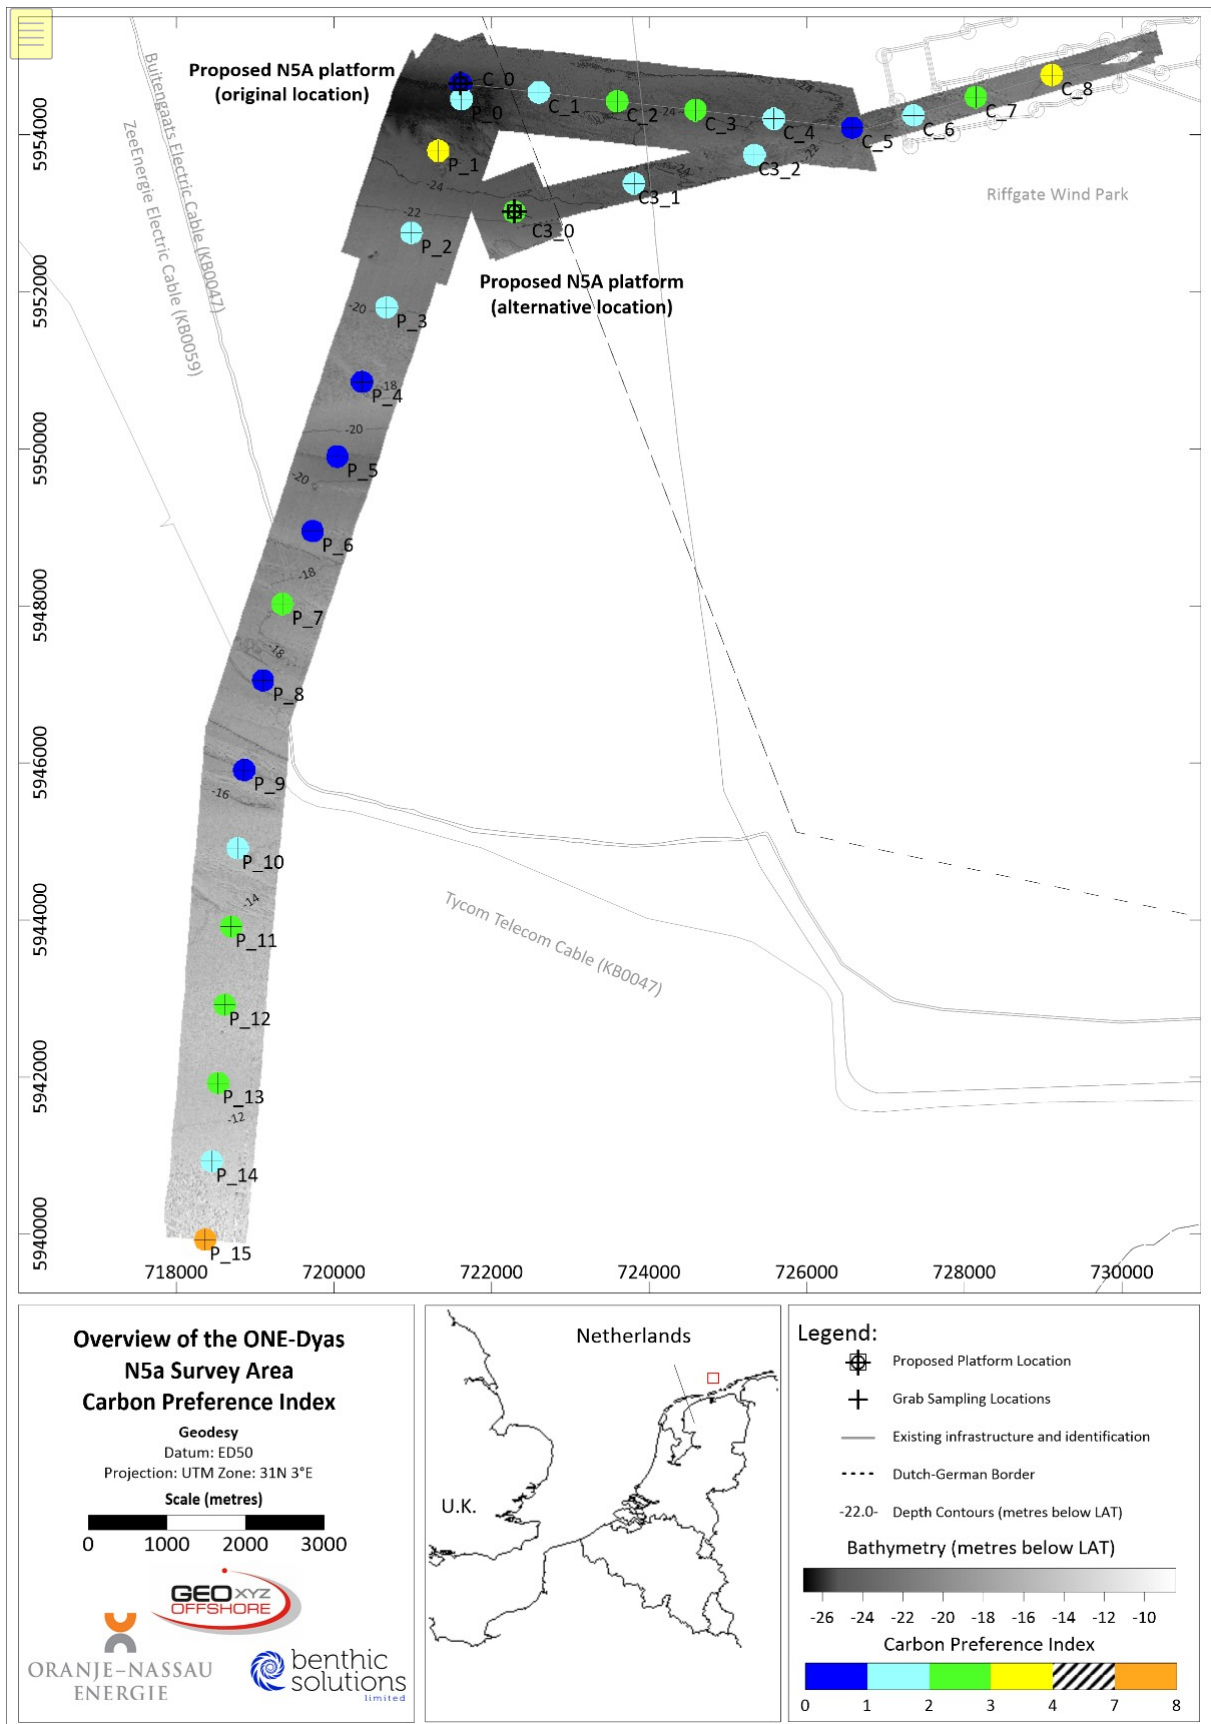 Proposed N5A platform
(original location)
C_0
P_0
C_1
C_2
C_3
C_4
C_5
C_6
C_7
C_8
-24
-24
-22
P_1
C3_2
C3_1
-24
C3_0
-24
-22
P_2
Riffgate Wind Park
Proposed N5A platform
(alternative location)
Buitengaats Electric Cable (KB0047)
ZeeEnergie Electric Cable (KB0059)
-20
P_3
-18
P_4
-20
P_5
-20
P_6
-18
P_7
-18
P_8
P_9
-16
P_10
-14
P_11
Tycom Telecom Cable (KB0047)
P_12
P_13
-12
P_14
P_15
5954000
5952000
5950000
5948000
5946000
5944000
5942000
5940000
718000 720000 722000 724000 726000 728000 730000
Overview of the ONE-Dyas
N5a Survey Area
Carbon Preference Index
Geodesy
Datum: ED50
Projection: UTM Zone: 31N 3°E
Scale (metres)
0 1000 2000 3000
GEO XYZ
OFFSHORE
ORANJE–NASSAU
ENERGIE
benthic
solutions
limited
Netherlands
U.K.
Legend:
Proposed Platform Location
Grab Sampling Locations
Existing infrastructure and identification
Dutch-German Border
-22.0- Depth Contours (metres below LAT)
Bathymetry (metres below LAT)
-26 -24 -22 -20 -18 -16 -14 -12 -10
Carbon Preference Index
0 1 2 3 4 7 8